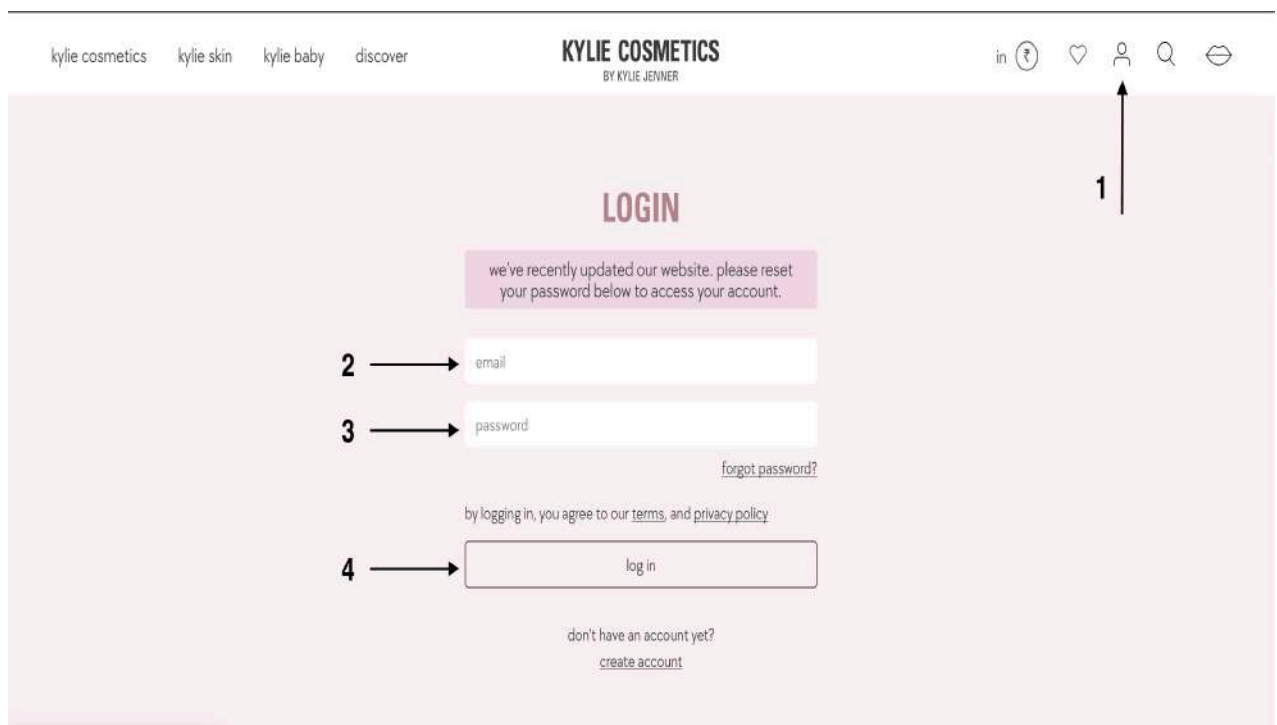 kylie cosmetics kylie skin kylie baby discover KYLIE COSMETICS in ₹
BY KYLIE JENNER
1
LOGIN
we've recently updated our website. please reset
your password below to access your account.
2 email
3 password
forgot password?
by logging in, you agree to our terms, and privacy policy
4 log in
don't have an account yet?
create account